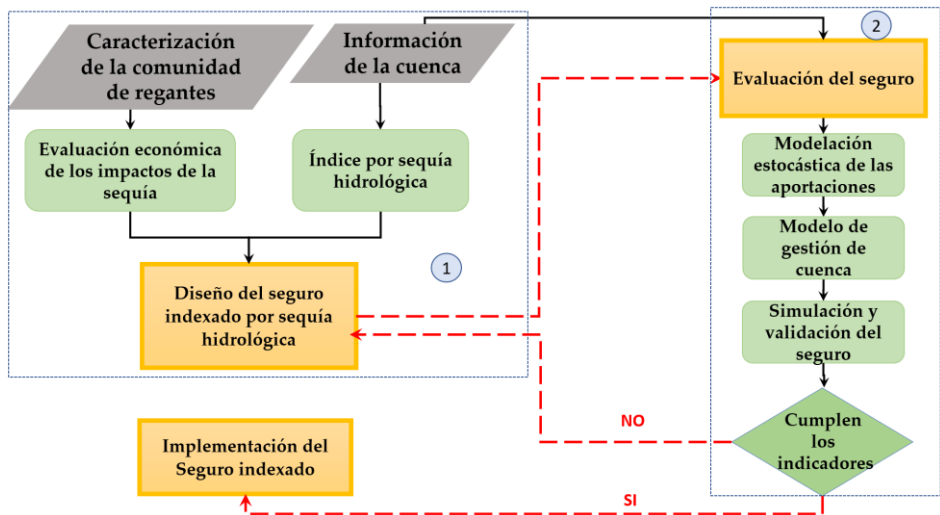 Caracterización
de la comunidad
de regantes
Información
de la cuenca
Evaluación económica
de los impactos de la
sequía
Índice por sequía
hidrológica
1
Diseño del seguro
indexado por sequía
hidrológica
Implementación del
Seguro indexado
2
Evaluación del seguro
Modelación
estocástica de las
aportaciones
Modelo de
gestión de
cuenca
Simulación y
validación del
seguro
Cumplen
los
indicadores
NO
SI